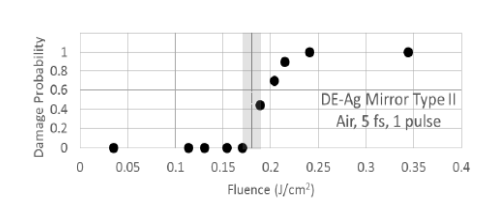 Damage Probability
1
0.8
0.6
0.4
0.2
0
DE-Ag Mirror Type II
Air, 5 fs, 1 pulse
0 0.05 0.1 0.15 0.2 0.25 0.3 0.35 0.4
Fluence (J/cm²)